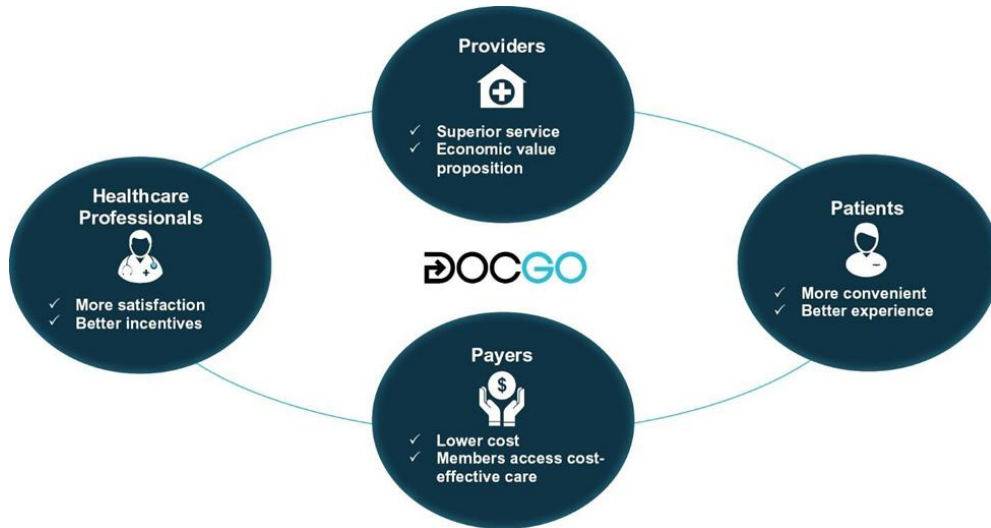 Providers
✓ Superior service
✓ Economic value
proposition
Healthcare
Professionals
✓ More satisfaction
✓ Better incentives
DOCGO
Patients
✓ More convenient
✓ Better experience
Payers
$
✓ Lower cost
✓ Members access cost-
effective care